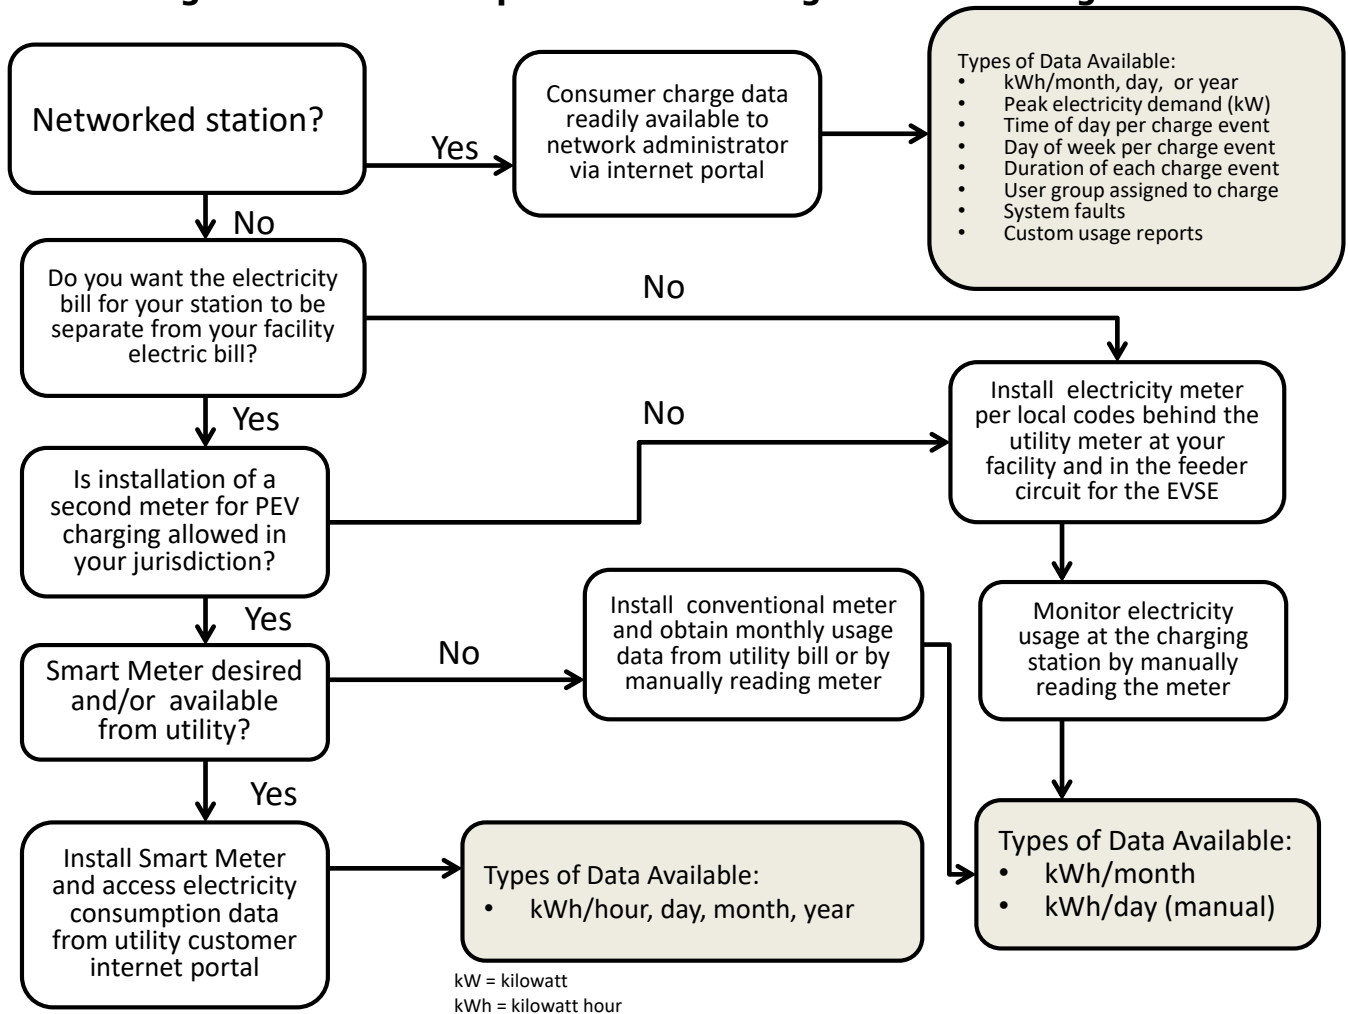 Networked station?
Yes
Consumer charge data
readily available to
network administrator
via internet portal
Types of Data Available:
• kWh/month, day, or year
• Peak electricity demand (kW)
• Time of day per charge event
• Day of week per charge event
• Duration of each charge event
• User group assigned to charge
• System faults
• Custom usage reports
No
Do you want the electricity
bill for your station to be
separate from your facility
electric bill?
No
Install electricity meter
per local codes behind the
utility meter at your
facility and in the feeder
circuit for the EVSE
Yes
No
Is installation of a
second meter for PEV
charging allowed in
your jurisdiction?
Yes
Install conventional meter
and obtain monthly usage
data from utility bill or by
manually reading meter
Monitor electricity
usage at the charging
station by manually
reading the meter
Smart Meter desired
and/or available
from utility?
No
Yes
Install Smart Meter
and access electricity
consumption data
from utility customer
internet portal
Types of Data Available:
• kWh/hour, day, month, year
Types of Data Available:
• kWh/month
• kWh/day (manual)
kW = kilowatt
kWh = kilowatt hour